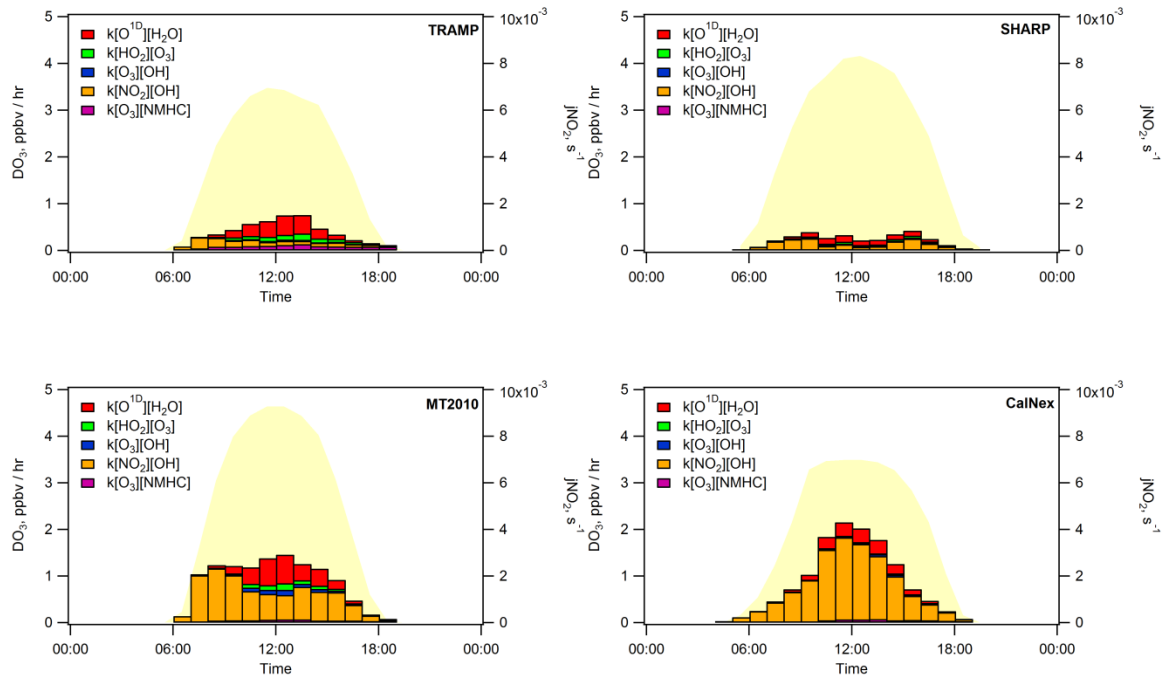 TRAMP
k[O^1D][H₂O]
k[HO₂][O₃]
k[O₃][OH]
k[NO₂][OH]
k[O₃][NMHC]
DO₃, ppbv / hr
5
4
3
2
1
0
10x10⁻³
8
6
4
2
0
jNO₂, s⁻¹
00:00 06:00 12:00 18:00 00:00
Time
SHARP
k[O^1D][H₂O]
k[HO₂][O₃]
k[O₃][OH]
k[NO₂][OH]
k[O₃][NMHC]
DO₃, ppbv / hr
5
4
3
2
1
0
10x10⁻³
8
6
4
2
0
jNO₂, s⁻¹
00:00 06:00 12:00 18:00 00:00
Time
MT2010
k[O^1D][H₂O]
k[HO₂][O₃]
k[O₃][OH]
k[NO₂][OH]
k[O₃][NMHC]
DO₃, ppbv / hr
5
4
3
2
1
0
10x10⁻³
8
6
4
2
0
jNO₂, s⁻¹
00:00 06:00 12:00 18:00 00:00
Time
CalNex
k[O^1D][H₂O]
k[HO₂][O₃]
k[O₃][OH]
k[NO₂][OH]
k[O₃][NMHC]
DO₃, ppbv / hr
5
4
3
2
1
0
10x10⁻³
8
6
4
2
0
jNO₂, s⁻¹
00:00 06:00 12:00 18:00 00:00
Time